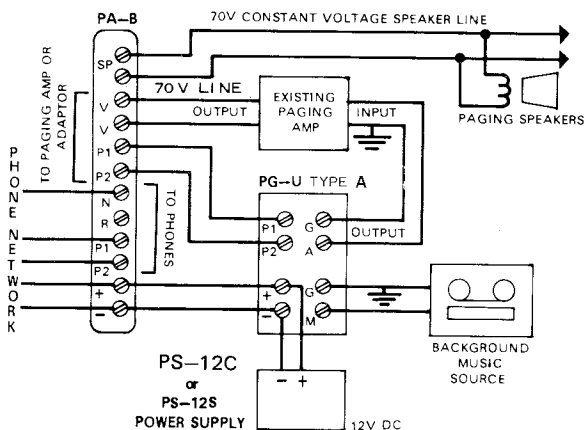 PA-B
70V CONSTANT VOLTAGE SPEAKER LINE
SP
TO PAGING AMP OR
ADAPTOR
V
V
P1
P2
N
R
P1
P2
+
-
TO PHONES
PHONE NETWORK
70V LINE
OUTPUT
EXISTING
PAGING
AMP
INPUT
PAGING SPEAKERS
PG-U TYPE A
P1
P2
+
-
G
A
G
M
OUTPUT
BACKGROUND
MUSIC
SOURCE
PS-12C
or
PS-12S
POWER SUPPLY
- +
12V DC